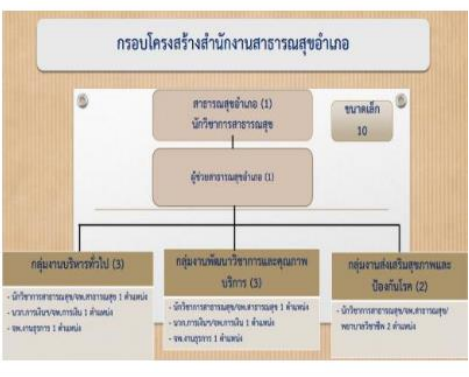 กรอบโครงสร้างสำนักงานสาธารณสุขอำเภอ
สาธารณสุขอำเภอ (1)
นักวิชาการสาธารณสุข
ขนาดเล็ก
10
ผู้ช่วยสาธารณสุขอำเภอ (1)
กลุ่มงานบริหารทั่วไป (3)
- นักวิชาการสาธารณสุข/จพ.สาธารณสุข 1 ตำแหน่ง
- นวก.การเงินฯ/จพ.การเงิน 1 ตำแหน่ง
- จพ.งานธุรการ 1 ตำแหน่ง
กลุ่มงานพัฒนาวิชาการและคุณภาพ
บริการ (3)
- นักวิชาการสาธารณสุข/จพ.สาธารณสุข 1 ตำแหน่ง
- นวก.การเงินฯ/จพ.การเงิน 1 ตำแหน่ง
- จพ.งานธุรการ 1 ตำแหน่ง
กลุ่มงานส่งเสริมสุขภาพและ
ป้องกันโรค (2)
- นักวิชาการสาธารณสุข/จพ.สาธารณสุข/
พยาบาลวิชาชีพ 2 ตำแหน่ง